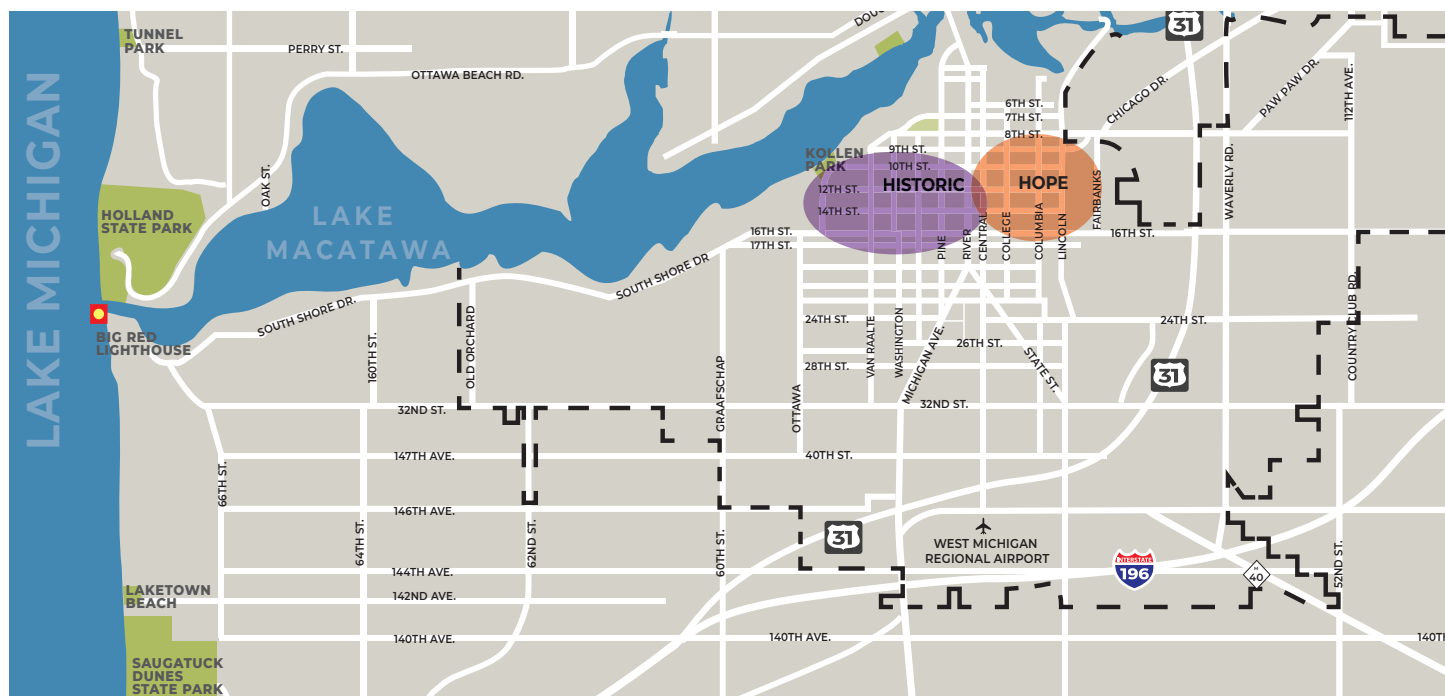 TUNNEL
PARK
PERRY ST.
OTTAWA BEACH RD.
31
PAW PAW DR.
112TH AVE.
CHICAGO DR.
6TH ST.
7TH ST.
8TH ST.
9TH ST.
10TH ST.
12TH ST.
14TH ST.
KOLLEN
PARK
HISTORIC
HOPE
FAIRBANKS
WAVERLY RD.
OAK ST.
LAKE MICHIGAN
HOLLAND
STATE PARK
LAKE
MACATAWA
16TH ST.
17TH ST.
PINE
RIVER
CENTRAL
COLLEGE
COLUMBIA
LINCOLN
16TH ST.
SOUTH SHORE DR.
SOUTH SHORE DR
BIG RED
LIGHTHOUSE
160TH ST.
OLD ORCHARD
GRAAFSCHAP
OTTAWA
24TH ST.
VAN RAALTE
WASHINGTON
MICHIGAN AVE.
26TH ST.
STATE ST.
24TH ST.
28TH ST.
31
COUNTRY CLUB RD.
32ND ST.
32ND ST.
147TH AVE.
40TH ST.
66TH ST.
146TH AVE.
64TH ST.
62ND ST.
60TH ST.
31
WEST MICHIGAN
REGIONAL AIRPORT
INTERSTATE
196
M
40
52ND ST.
144TH AVE.
LAKETOWN
BEACH
142ND AVE.
140TH AVE.
140TH AVE.
SAUGATUCK
DUNES
STATE PARK